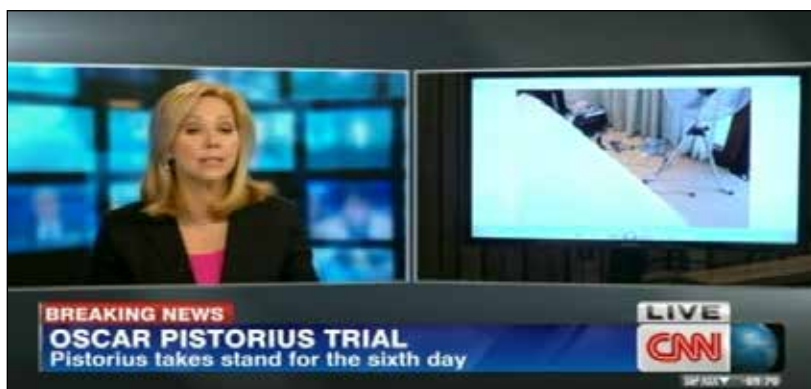 BREAKING NEWS
OSCAR PISTORIUS TRIAL
Pistorius takes stand for the sixth day
LIVE
CNN